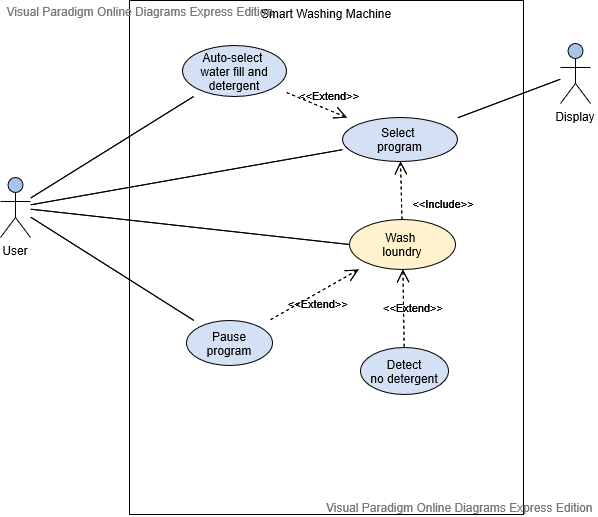 Visual Paradigm Online Diagrams Express Edition
Smart Washing Machine
Auto-select
water fill and
detergent
<<Extend>>
Select
program
Display
<<Include>>
User
Wash
loundry
<<Extend>>
<<Extend>>
Pause
program
Detect
no detergent
Visual Paradigm Online Diagrams Express Edition